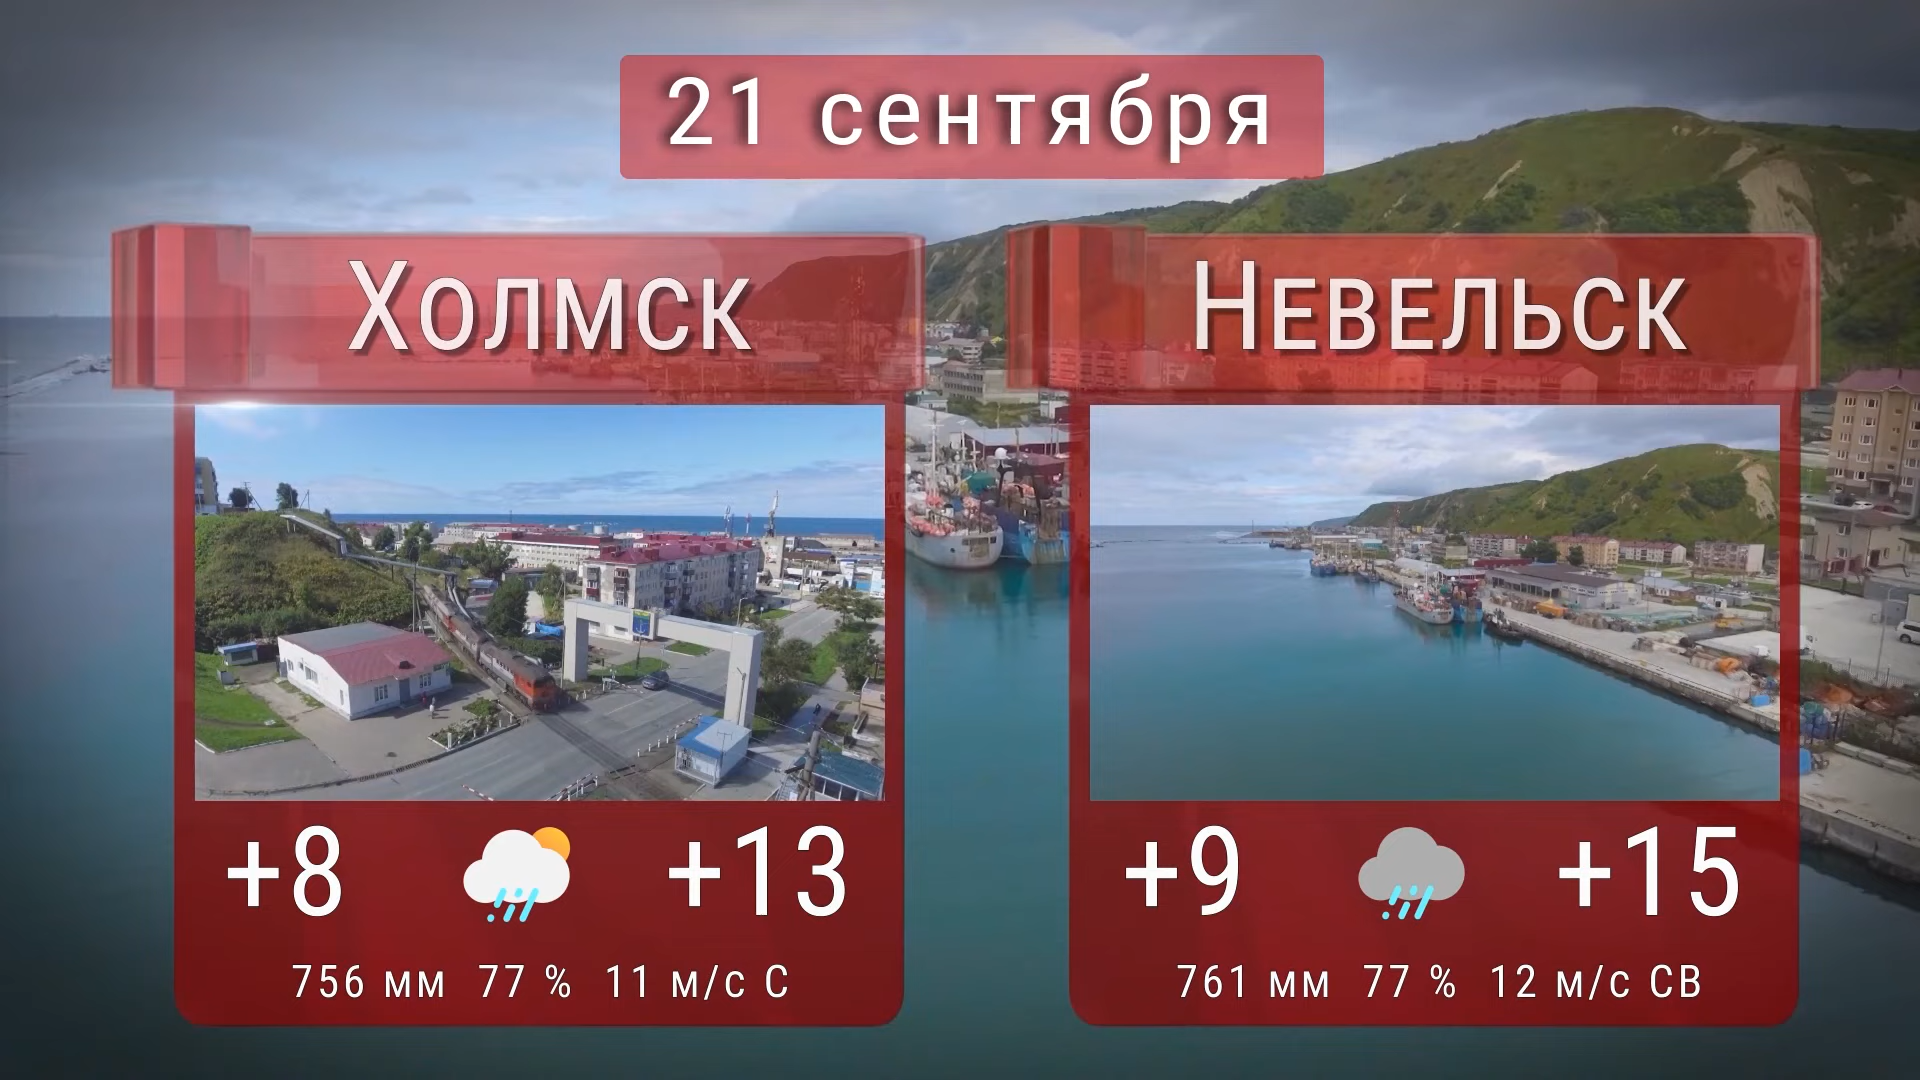 21 сентября
Холмск
+8 +13
756 мм 77 % 11 м/с С
Невельск
+9 +15
761 мм 77 % 12 м/с СВ